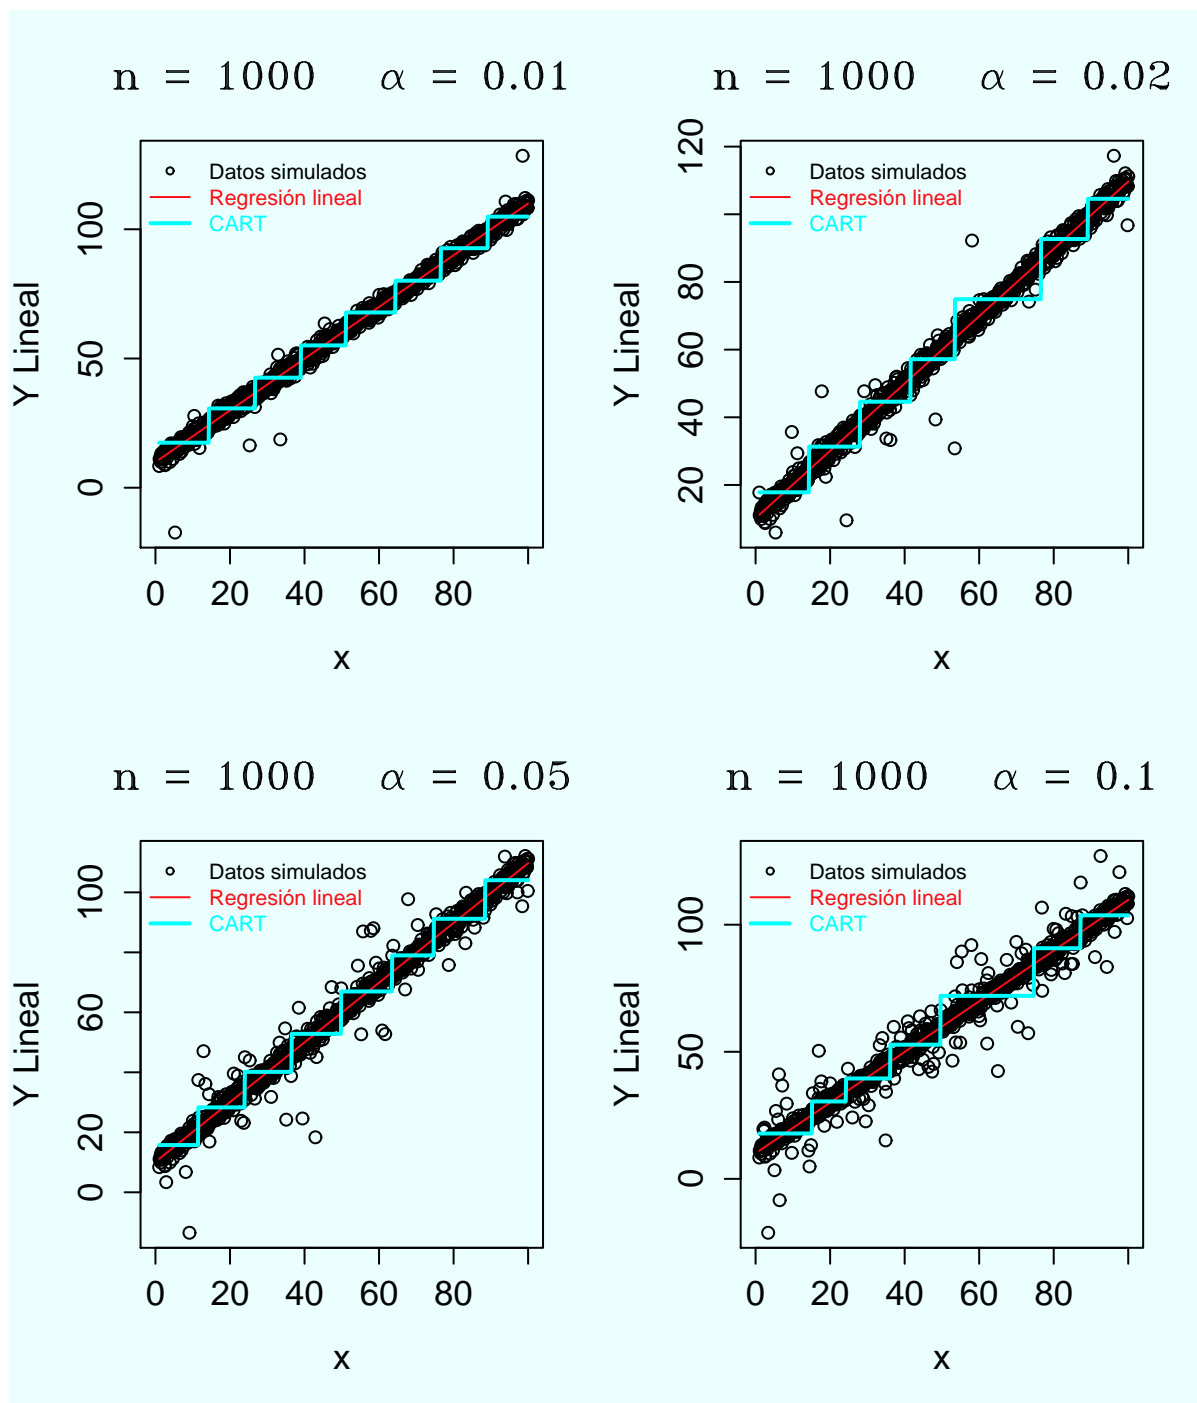 n = 1000 α = 0.01
Datos simulados
Regresión lineal
CART
Y Lineal
100
50
0
0 20 40 60 80
x
n = 1000 α = 0.02
Datos simulados
Regresión lineal
CART
Y Lineal
120
80
60
40
20
0 20 40 60 80
x
n = 1000 α = 0.05
Datos simulados
Regresión lineal
CART
Y Lineal
100
60
20
0
0 20 40 60 80
x
n = 1000 α = 0.1
Datos simulados
Regresión lineal
CART
Y Lineal
100
50
0
0 20 40 60 80
x